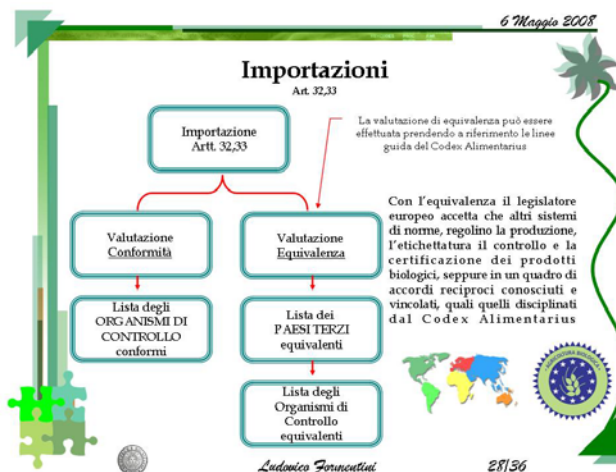 6 Maggio 2008
Importazioni
Art. 32,33
Importazione
Artt. 32,33
La valutazione di equivalenza può essere
effettuata prendendo a riferimento le linee
guida del Codex Alimentarius
Valutazione
Conformità
Valutazione
Equivalenza
Lista degli
ORGANISMI DI
CONTROLLO
conformi
Lista dei
PAESI TERZI
equivalenti
Lista degli
Organismi di
Controllo
equivalenti
Con l'equivalenza il legislatore
europeo accetta che altri sistemi
di norme, regolino la produzione,
l'etichettatura il controllo e la
certificazione dei prodotti
biologici, seppure in un quadro di
accordi reciproci conosciuti e
vincolati, quali quelli disciplinati
dal Codex Alimentarius
AGRICOLTURA BIOLOGICA
Ludovico Formentini
28/36